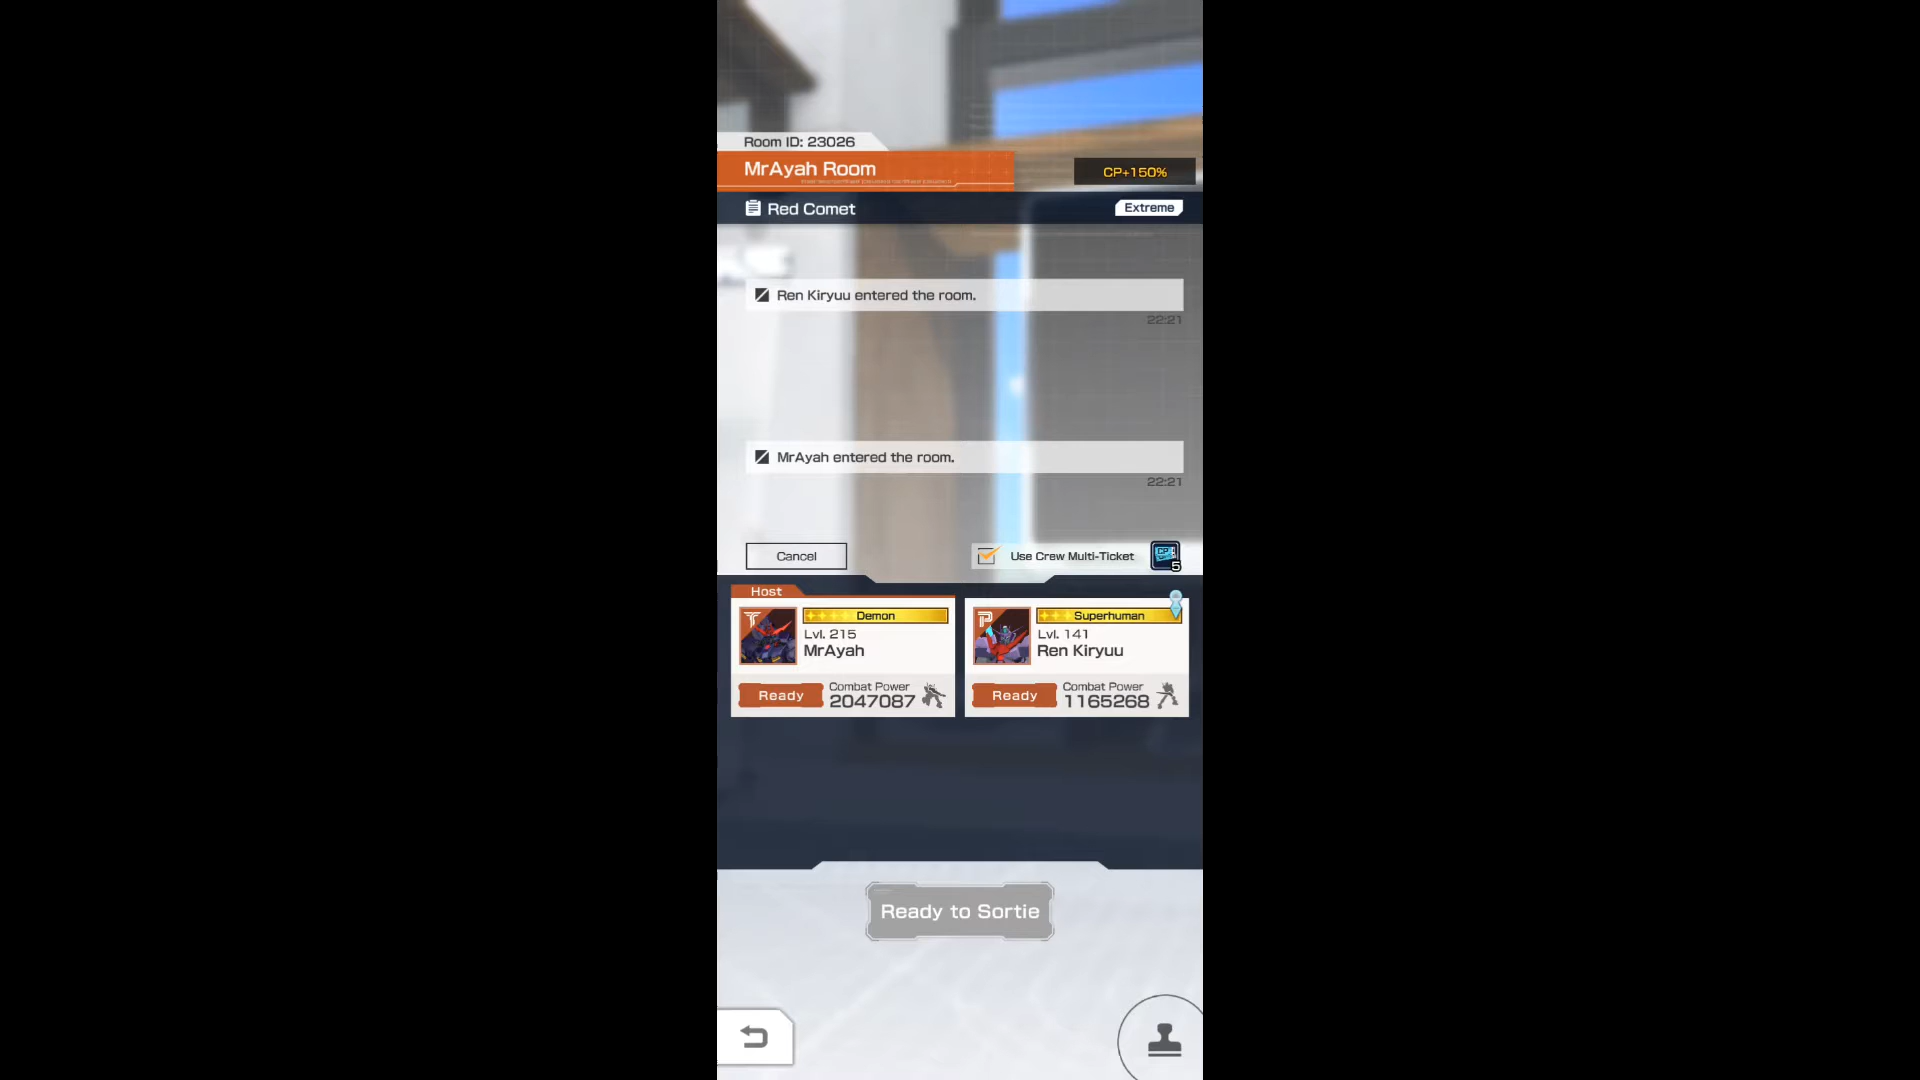 Room ID: 23026
MrAyah Room
CP+150%
Red Comet
Extreme
Ren Kiryuu entered the room.
22:21
MrAyah entered the room.
22:21
Cancel
Use Crew Multi-Ticket
5
Host
T
Demon
Lvl. 215
MrAyah
Ready
Combat Power
2047087
P
Superhuman
Lvl. 141
Ren Kiryuu
Ready
Combat Power
1165268
Ready to Sortie